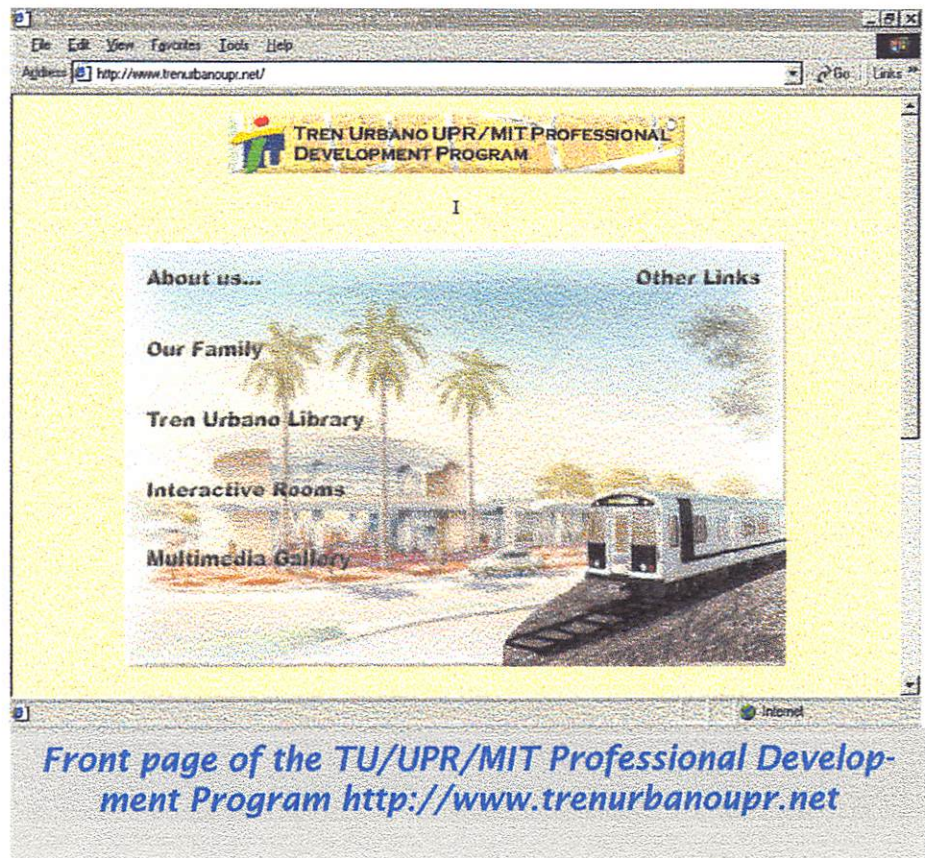 File Edit View Favorites Tools Help
Address http://www.trenurbanoupr.net/ Go Links »
TREN URBANO UPR/MIT PROFESSIONAL
DEVELOPMENT PROGRAM
About us... Other Links
Our Family
Tren Urbano Library
Interactive Rooms
Multimedia Gallery
Internet
Front page of the TU/UPR/MIT Professional Develop-
ment Program http://www.trenurbanoupr.net